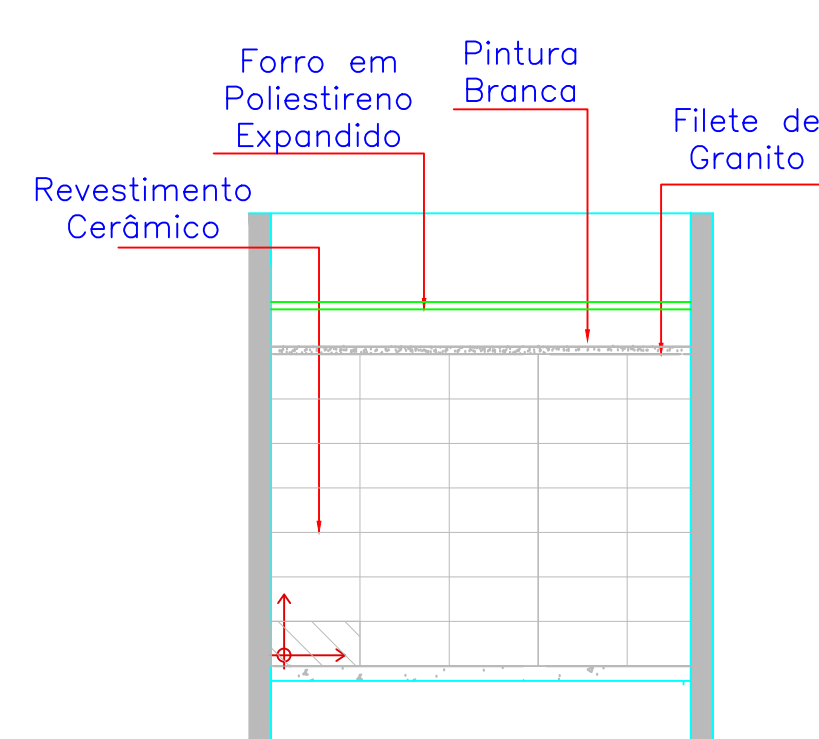 Forro em
Poliestireno
Expandido
Pintura
Branca
Filete de
Granito
Revestimento
Cerâmico